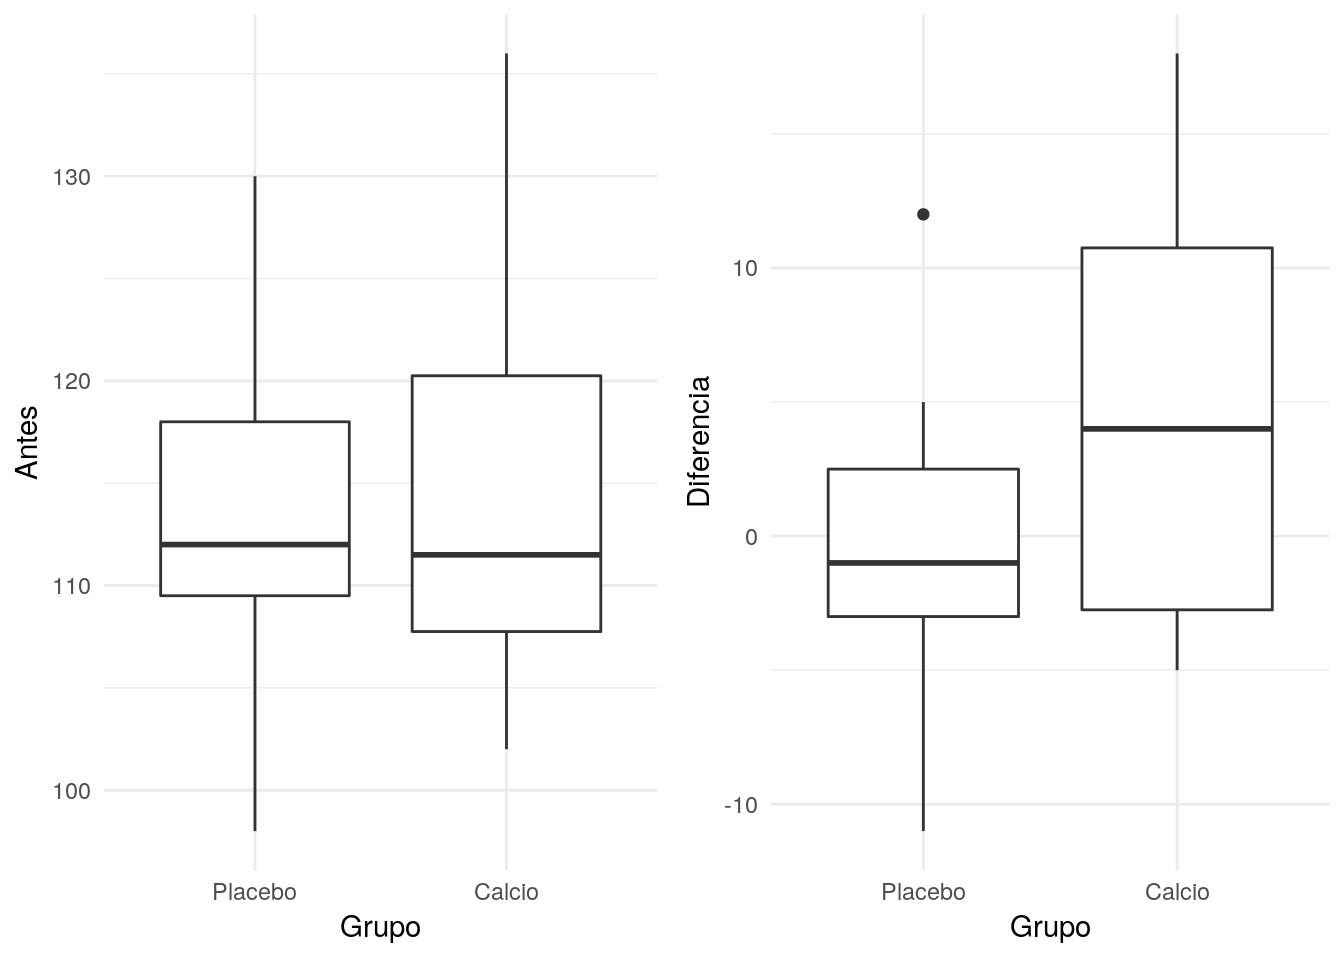 Antes
130
120
110
100
Placebo
Calcio
Grupo
Diferencia
10
0
-10
Placebo
Calcio
Grupo